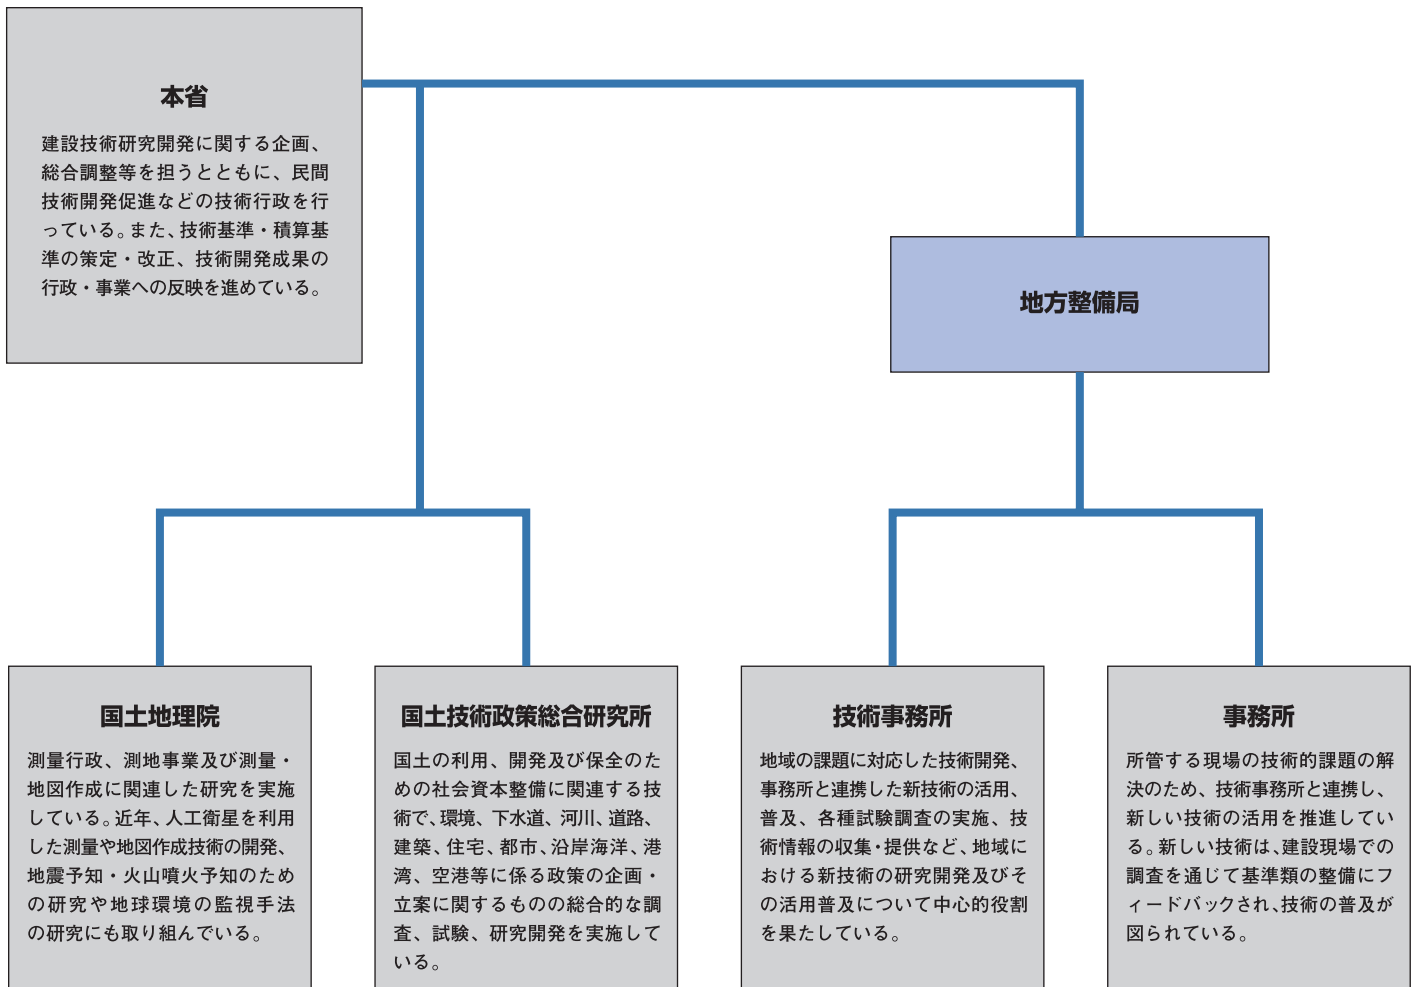 本省
建設技術研究開発に関する企画、
総合調整等を担うとともに、民間
技術開発促進などの技術行政を行
っている。また、技術基準・積算基
準の策定・改正、技術開発成果の
行政・事業への反映を進めている。
地方整備局
国土地理院
測量行政、測地事業及び測量・
地図作成に関連した研究を実施
している。近年、人工衛星を利用
した測量や地図作成技術の開発、
地震予知・火山噴火予知のため
の研究や地球環境の監視手法
の研究にも取り組んでいる。
国土技術政策総合研究所
国土の利用、開発及び保全のた
めの社会資本整備に関連する技
術で、環境、下水道、河川、道路、
建築、住宅、都市、沿岸海洋、港
湾、空港等に係る政策の企画・
立案に関するものの総合的な調
査、試験、研究開発を実施して
いる。
技術事務所
地域の課題に対応した技術開発、
事務所と連携した新技術の活用、
普及、各種試験調査の実施、技
術情報の収集・提供など、地域に
おける新技術の研究開発及びそ
の活用普及について中心的役割
を果たしている。
事務所
所管する現場の技術的課題の解
決のため、技術事務所と連携し、
新しい技術の活用を推進してい
る。新しい技術は、建設現場での
調査を通じて基準類の整備にフ
ィードバックされ、技術の普及が
図られている。